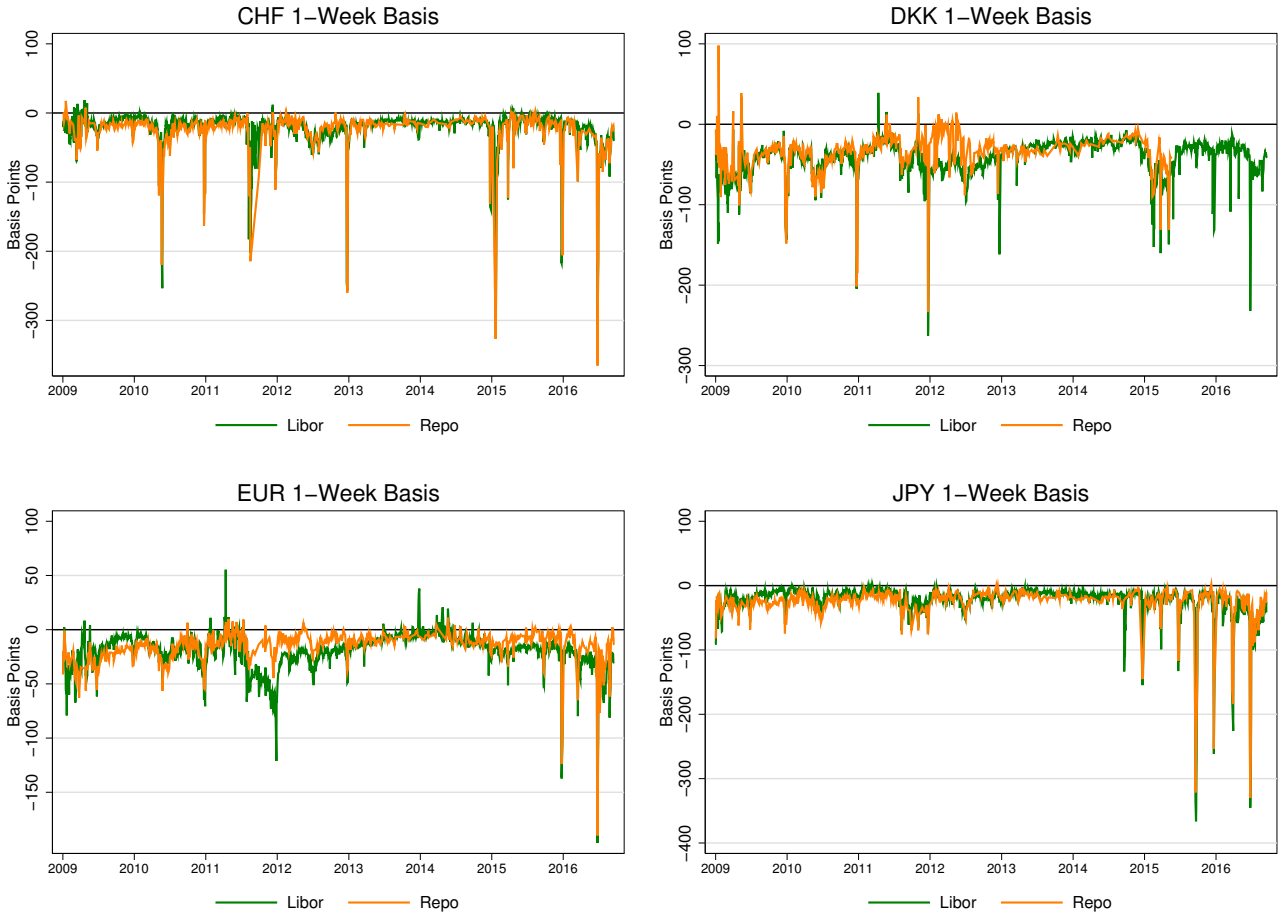 CHF 1−Week Basis
Basis Points
100
0
−100
−200
−300
2009 2010 2011 2012 2013 2014 2015 2016
Libor Repo
DKK 1−Week Basis
Basis Points
100
0
−100
−200
−300
2009 2010 2011 2012 2013 2014 2015 2016
Libor Repo
EUR 1−Week Basis
Basis Points
100
50
0
−50
−100
−150
2009 2010 2011 2012 2013 2014 2015 2016
Libor Repo
JPY 1−Week Basis
Basis Points
100
0
−100
−200
−300
−400
2009 2010 2011 2012 2013 2014 2015 2016
Libor Repo